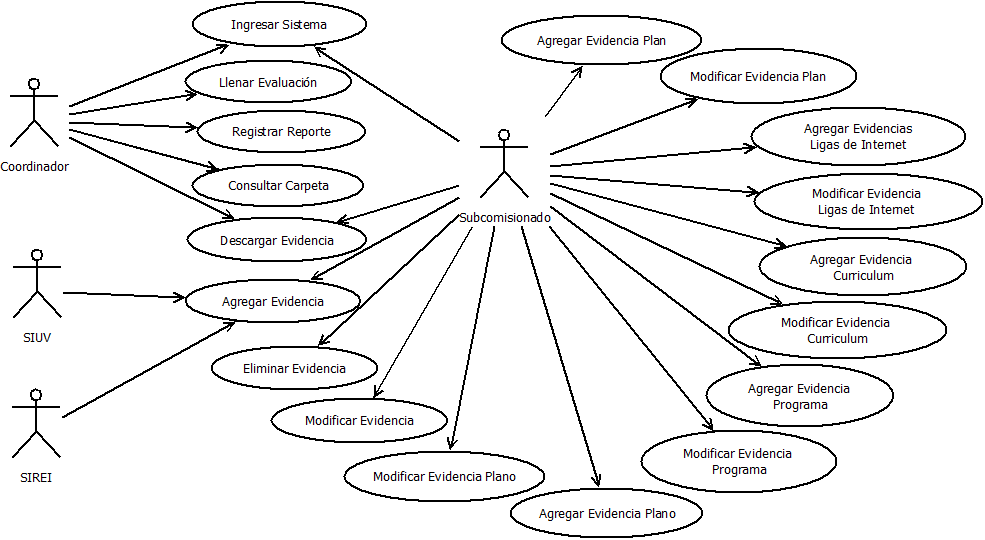 Ingresar Sistema
Agregar Evidencia Plan
Modificar Evidencia Plan
Llenar Evaluación
Registrar Reporte
Agregar Evidencias
Ligas de Internet
Coordinador
Consultar Carpeta
Modificar Evidencia
Ligas de Internet
Subcomisionado
Descargar Evidencia
Agregar Evidencia
Curriculum
Agregar Evidencia
SIUV
Modificar Evidencia
Curriculum
Eliminar Evidencia
Agregar Evidencia
Programa
Modificar Evidencia
Modificar Evidencia
Programa
SIREI
Modificar Evidencia Plano
Agregar Evidencia Plano